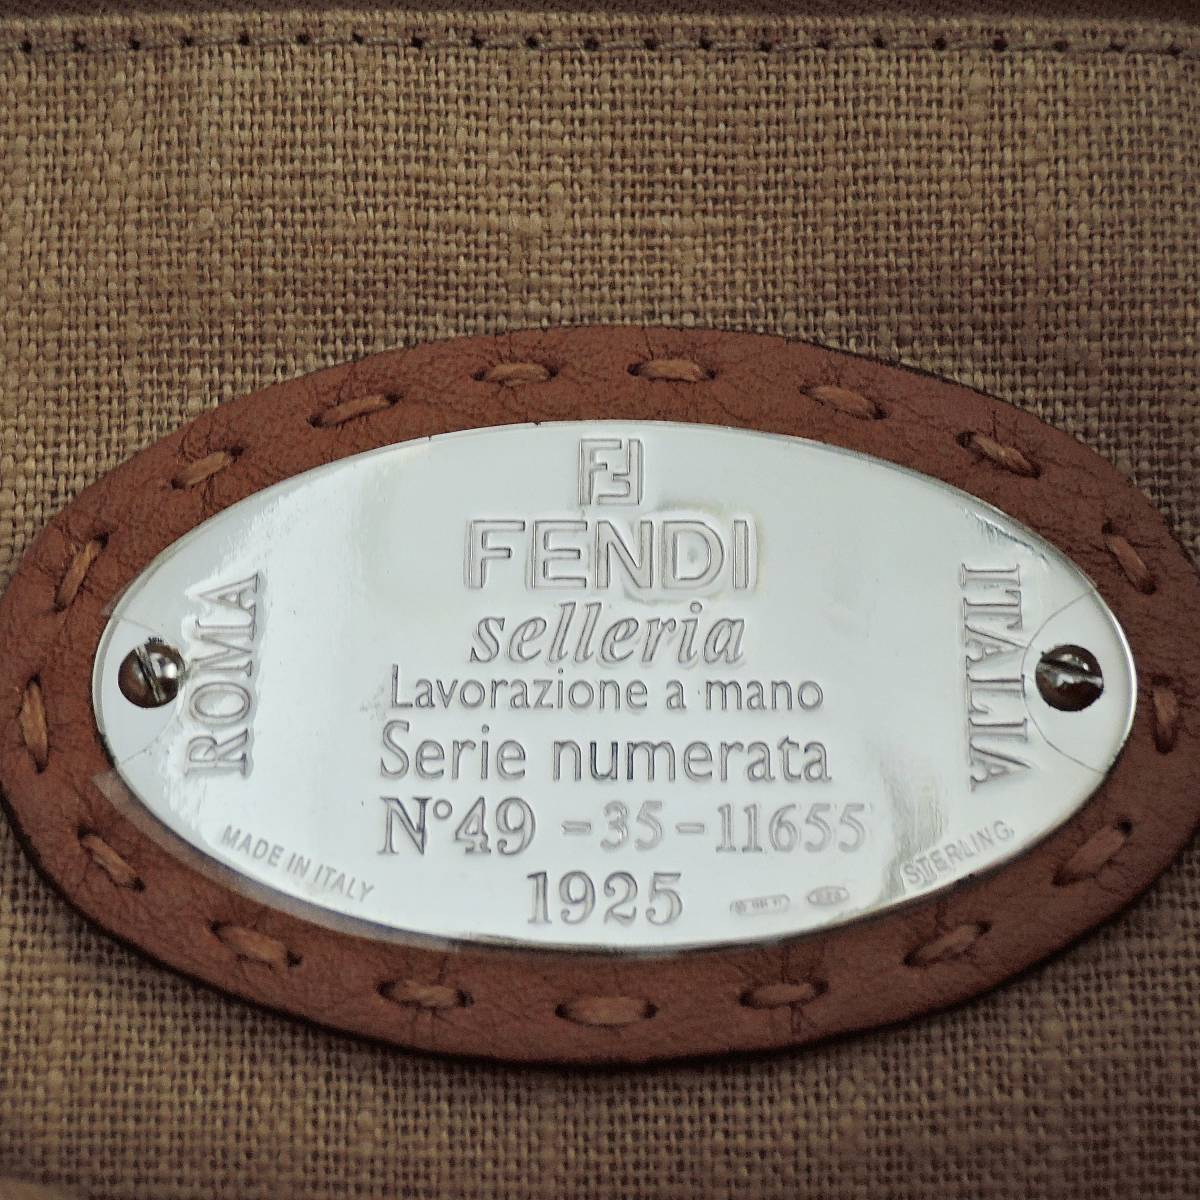 FF
FENDI
selleria
Lavorazione a mano
Serie numerata
N°49 -35-11655
1925
ROMA
ITALIA
MADE IN ITALY
STERLING